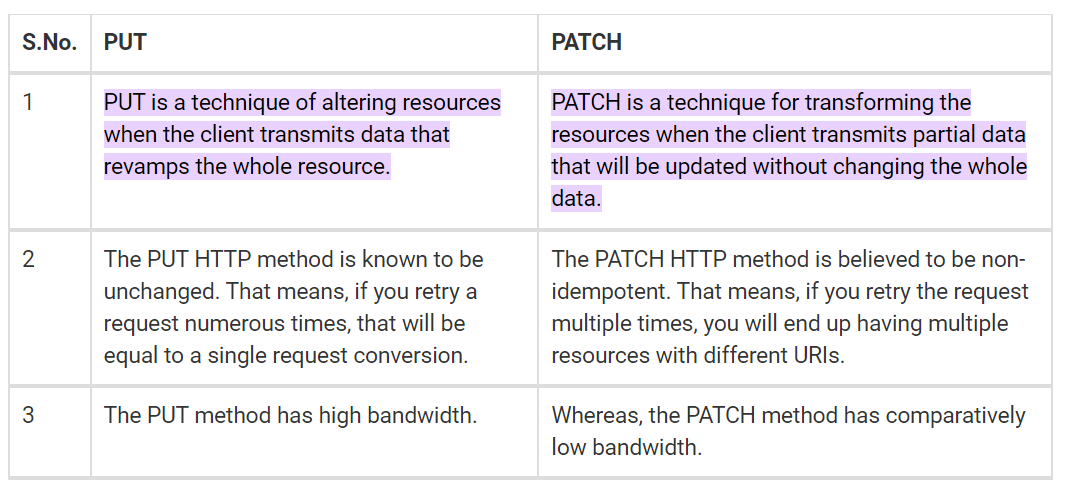 S.No. PUT PATCH
1 PUT is a technique of altering resources PATCH is a technique for transforming the
when the client transmits data that resources when the client transmits partial data
revamps the whole resource. that will be updated without changing the whole
data.
2 The PUT HTTP method is known to be The PATCH HTTP method is believed to be non-
unchanged. That means, if you retry a idempotent. That means, if you retry the request
request numerous times, that will be multiple times, you will end up having multiple
equal to a single request conversion. resources with different URIs.
3 The PUT method has high bandwidth. Whereas, the PATCH method has comparatively
low bandwidth.